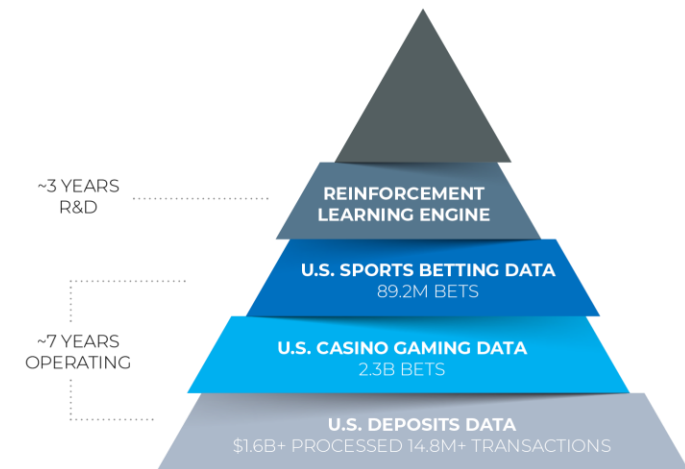 ~3 YEARS
R&D
REINFORCEMENT
LEARNING ENGINE
U.S. SPORTS BETTING DATA
89.2M BETS
~7 YEARS
OPERATING
U.S. CASINO GAMING DATA
2.3B BETS
U.S. DEPOSITS DATA
$1.6B+ PROCESSED 14.8M+ TRANSACTIONS